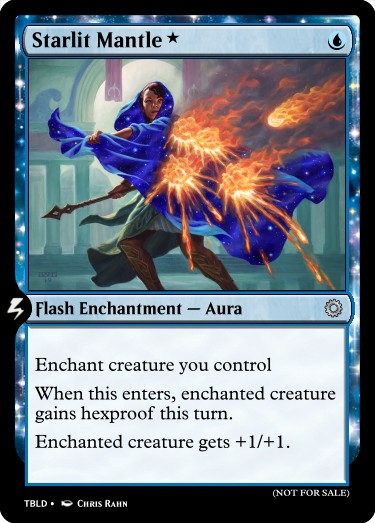 Starlit Mantle ★
Flash Enchantment — Aura
Enchant creature you control
When this enters, enchanted creature
gains hexproof this turn.
Enchanted creature gets +1/+1.
(NOT FOR SALE)
TBLD • Chris Rahn